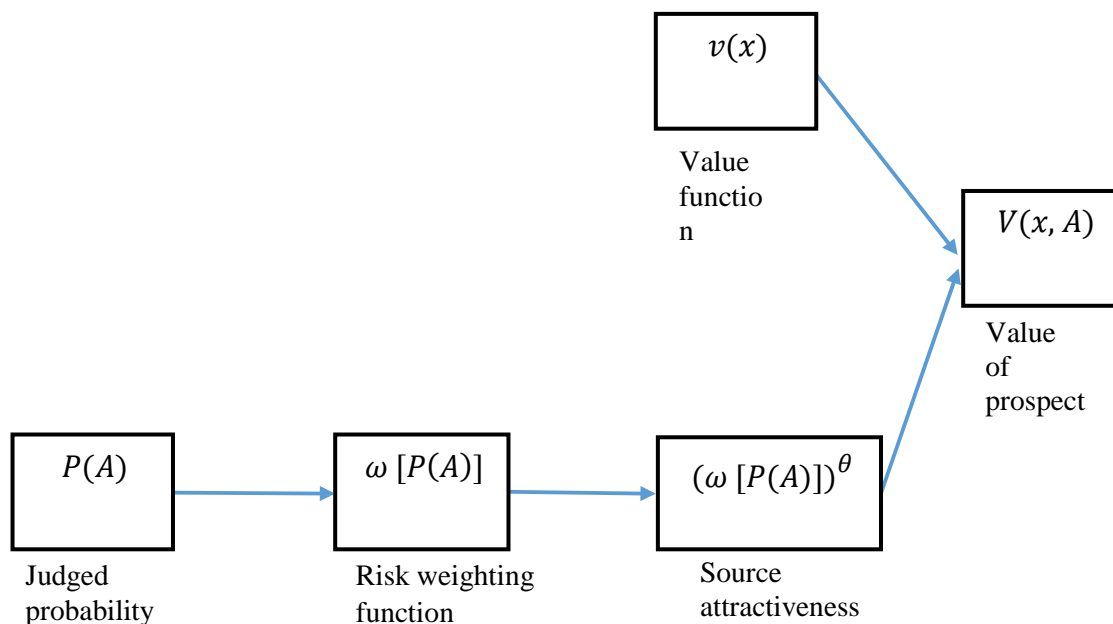 v(x)
Value
functio
n
V(x, A)
Value
of
prospect
P(A)
Judged
probability
ω [P(A)]
Risk weighting
function
(ω [P(A)])^θ
Source
attractiveness